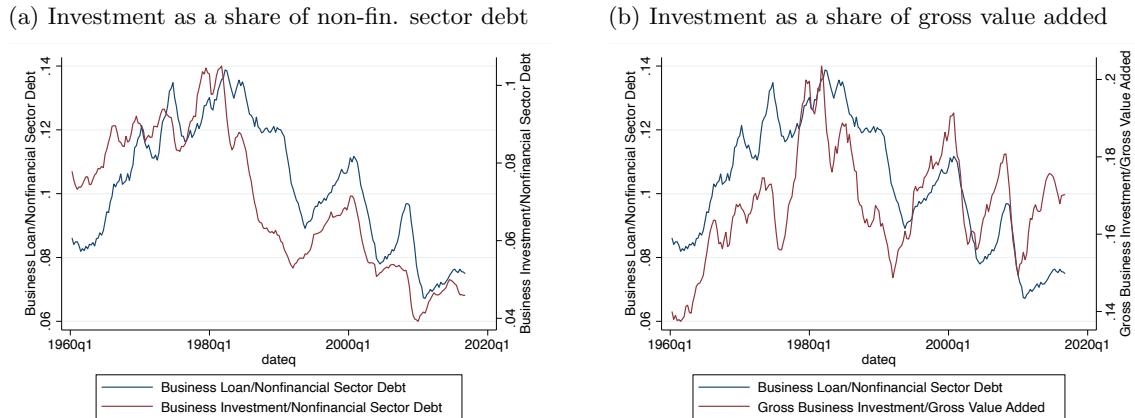 (a) Investment as a share of non-fin. sector debt
Business Loan/Nonfinancial Sector Debt
.06 .08 .1 .12 .14
.04 .06 .08 .1
Business Investment/Nonfinancial Sector Debt
1960q1 1980q1 2000q1 2020q1
dateq
Business Loan/Nonfinancial Sector Debt
Business Investment/Nonfinancial Sector Debt
(b) Investment as a share of gross value added
Business Loan/Nonfinancial Sector Debt
.06 .08 .1 .12 .14
.14 .16 .18 .2
Gross Business Investment/Gross Value Added
1960q1 1980q1 2000q1 2020q1
dateq
Business Loan/Nonfinancial Sector Debt
Gross Business Investment/Gross Value Added